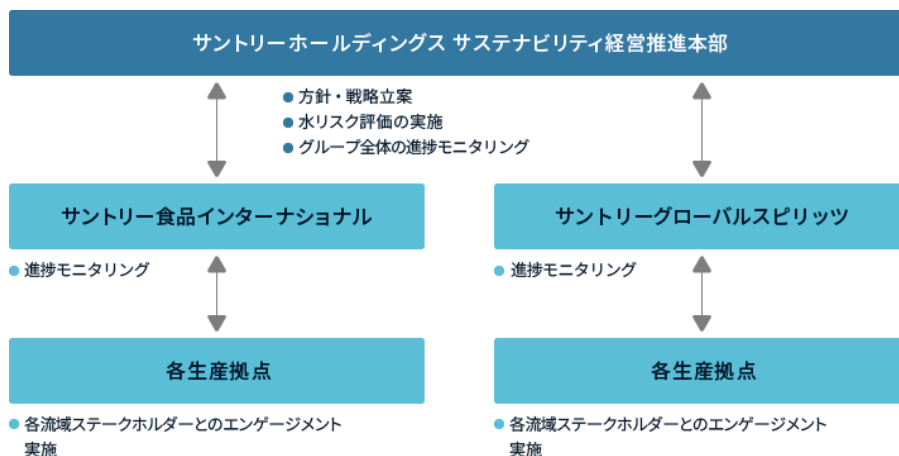 サントリーホールディングス サステナビリティ経営推進本部
● 方針・戦略立案
● 水リスク評価の実施
● グループ全体の進捗モニタリング
サントリー食品インターナショナル
サントリーグローバルスピリッツ
● 進捗モニタリング
● 進捗モニタリング
各生産拠点
各生産拠点
● 各流域ステークホルダーとのエンゲージメント
実施
● 各流域ステークホルダーとのエンゲージメント
実施